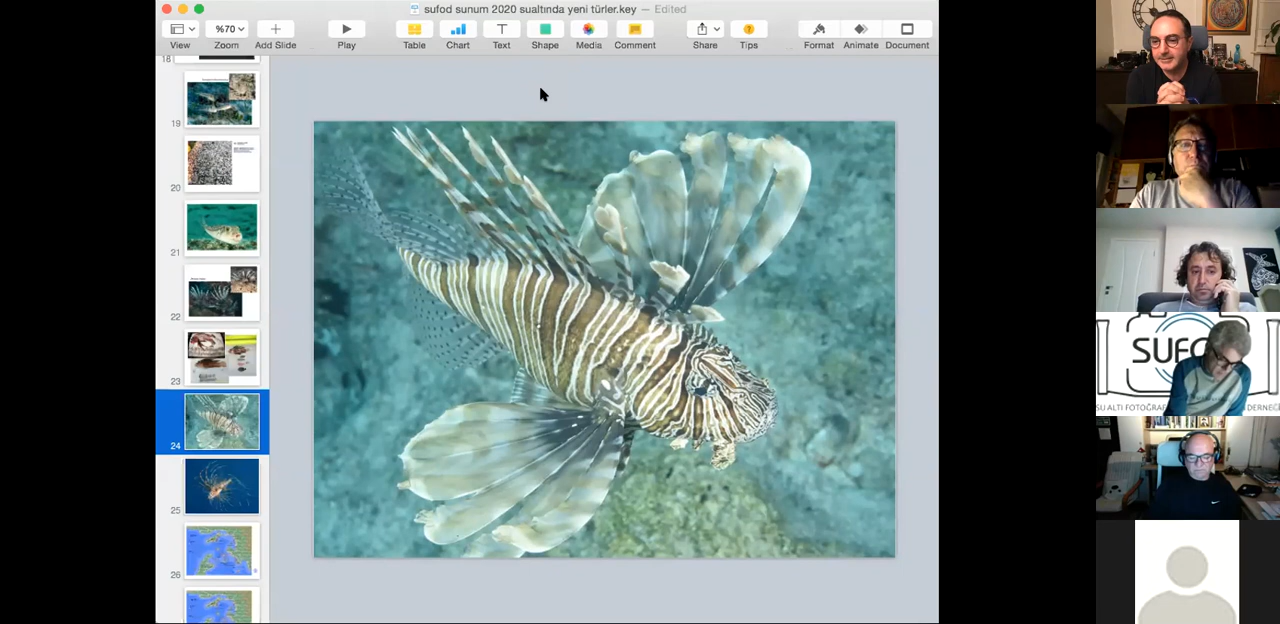 sufod sunum 2020 sualtında yeni türler.key — Edited
%70
View Zoom Add Slide Play Table Chart Text Shape Media Comment Share Tips Format Animate Document
18
19
20
21
22
23
24
25
26
SUFO
SU ALTI FOTOĞRA DERNEĞİ